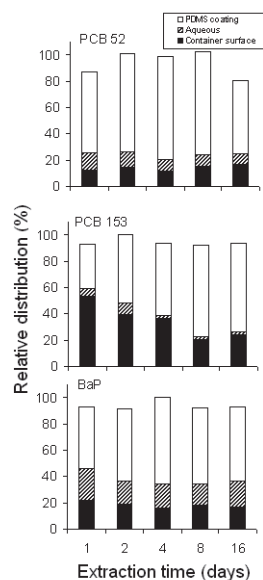 PDMS coating
Aqueous
Container surface
PCB 52
100
80
60
40
20
0
PCB 153
100
80
60
40
20
0
BaP
100
80
60
40
20
0
Relative distribution (%)
1 2 4 8 16
Extraction time (days)